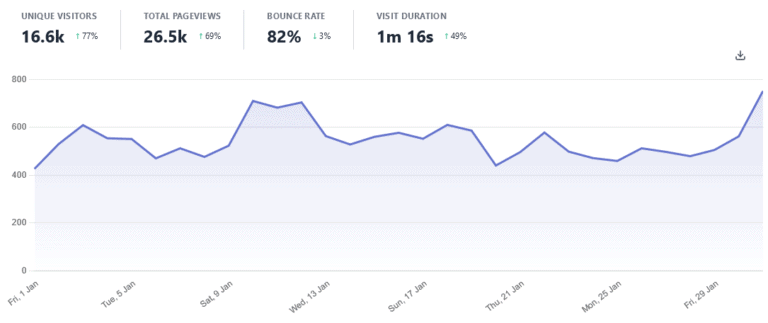 UNIQUE VISITORS TOTAL PAGEVIEWS BOUNCE RATE VISIT DURATION
16.6k ↑ 77% 26.5k ↑ 69% 82% ↓ 3% 1m 16s ↑ 49%
800
600
400
200
0
Fri, 1 Jan Tue, 5 Jan Sat, 9 Jan Wed, 13 Jan Sun, 17 Jan Thu, 21 Jan Mon, 25 Jan Fri, 29 Jan